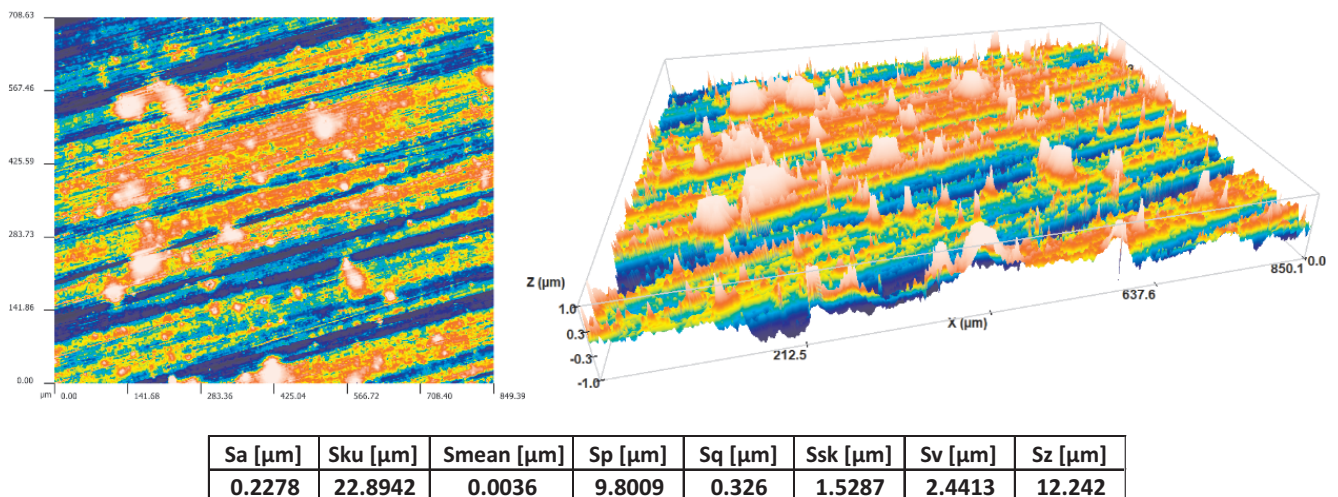 708.63
567.46
425.59
283.73
141.86
0.00
µm 0.00 141.68 283.36 425.04 566.72 708.40 849.39
Z (µm)
1.0
0.3
-0.3
-1.0
212.5
X (µm)
637.6
850.1
0.0
Sa [µm] Sku [µm] Smean [µm] Sp [µm] Sq [µm] Ssk [µm] Sv [µm] Sz [µm]
0.2278 22.8942 0.0036 9.8009 0.326 1.5287 2.4413 12.242